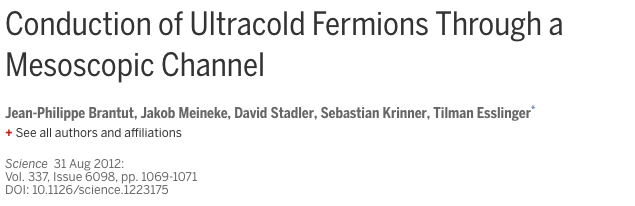 Conduction of Ultracold Fermions Through a
Mesoscopic Channel
Jean-Philippe Brantut, Jakob Meineke, David Stadler, Sebastian Krinner, Tilman Esslinger*
+ See all authors and affiliations
Science 31 Aug 2012:
Vol. 337, Issue 6098, pp. 1069-1071
DOI: 10.1126/science.1223175